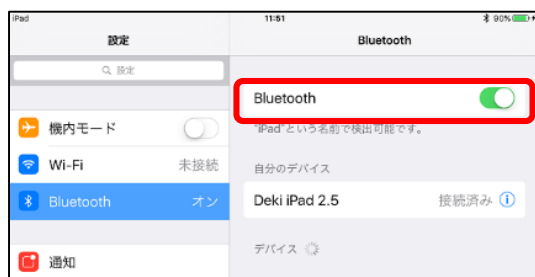 iPad
11:51
90%
設定
Bluetooth
設定
Bluetooth
"iPad"という名前で検出可能です。
機内モード
Wi-Fi
未接続
自分のデバイス
Bluetooth
オン
Deki iPad 2.5
接続済み
デバイス
通知